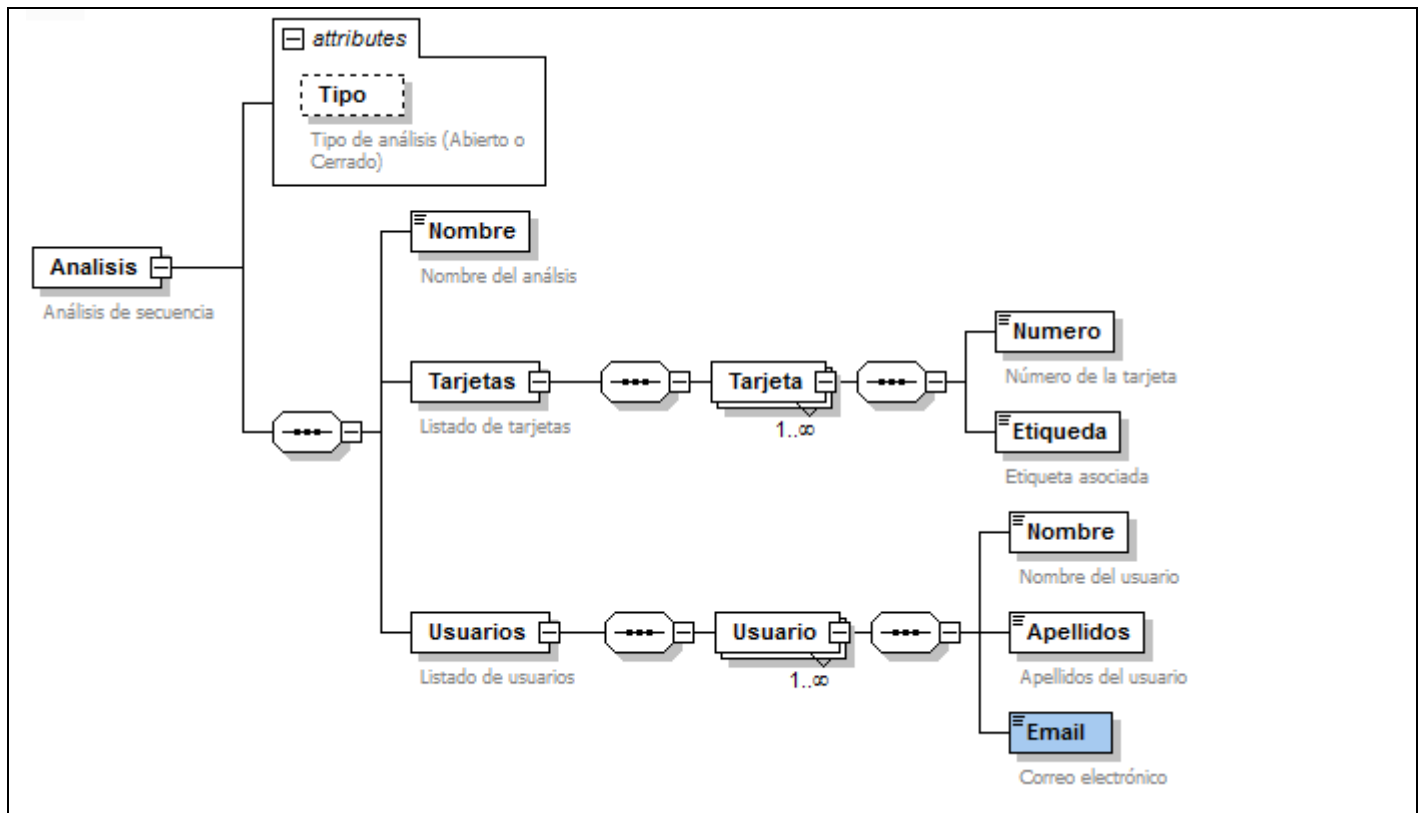 attributes
Tipo
Tipo de análisis (Abierto o
Cerrado)
Nombre
Nombre del análsis
Analisis
Análisis de secuencia
Tarjetas
Listado de tarjetas
Tarjeta
1..∞
Numero
Número de la tarjeta
Etiqueda
Etiqueta asociada
Usuarios
Listado de usuarios
Usuario
1..∞
Nombre
Nombre del usuario
Apellidos
Apellidos del usuario
Email
Correo electrónico